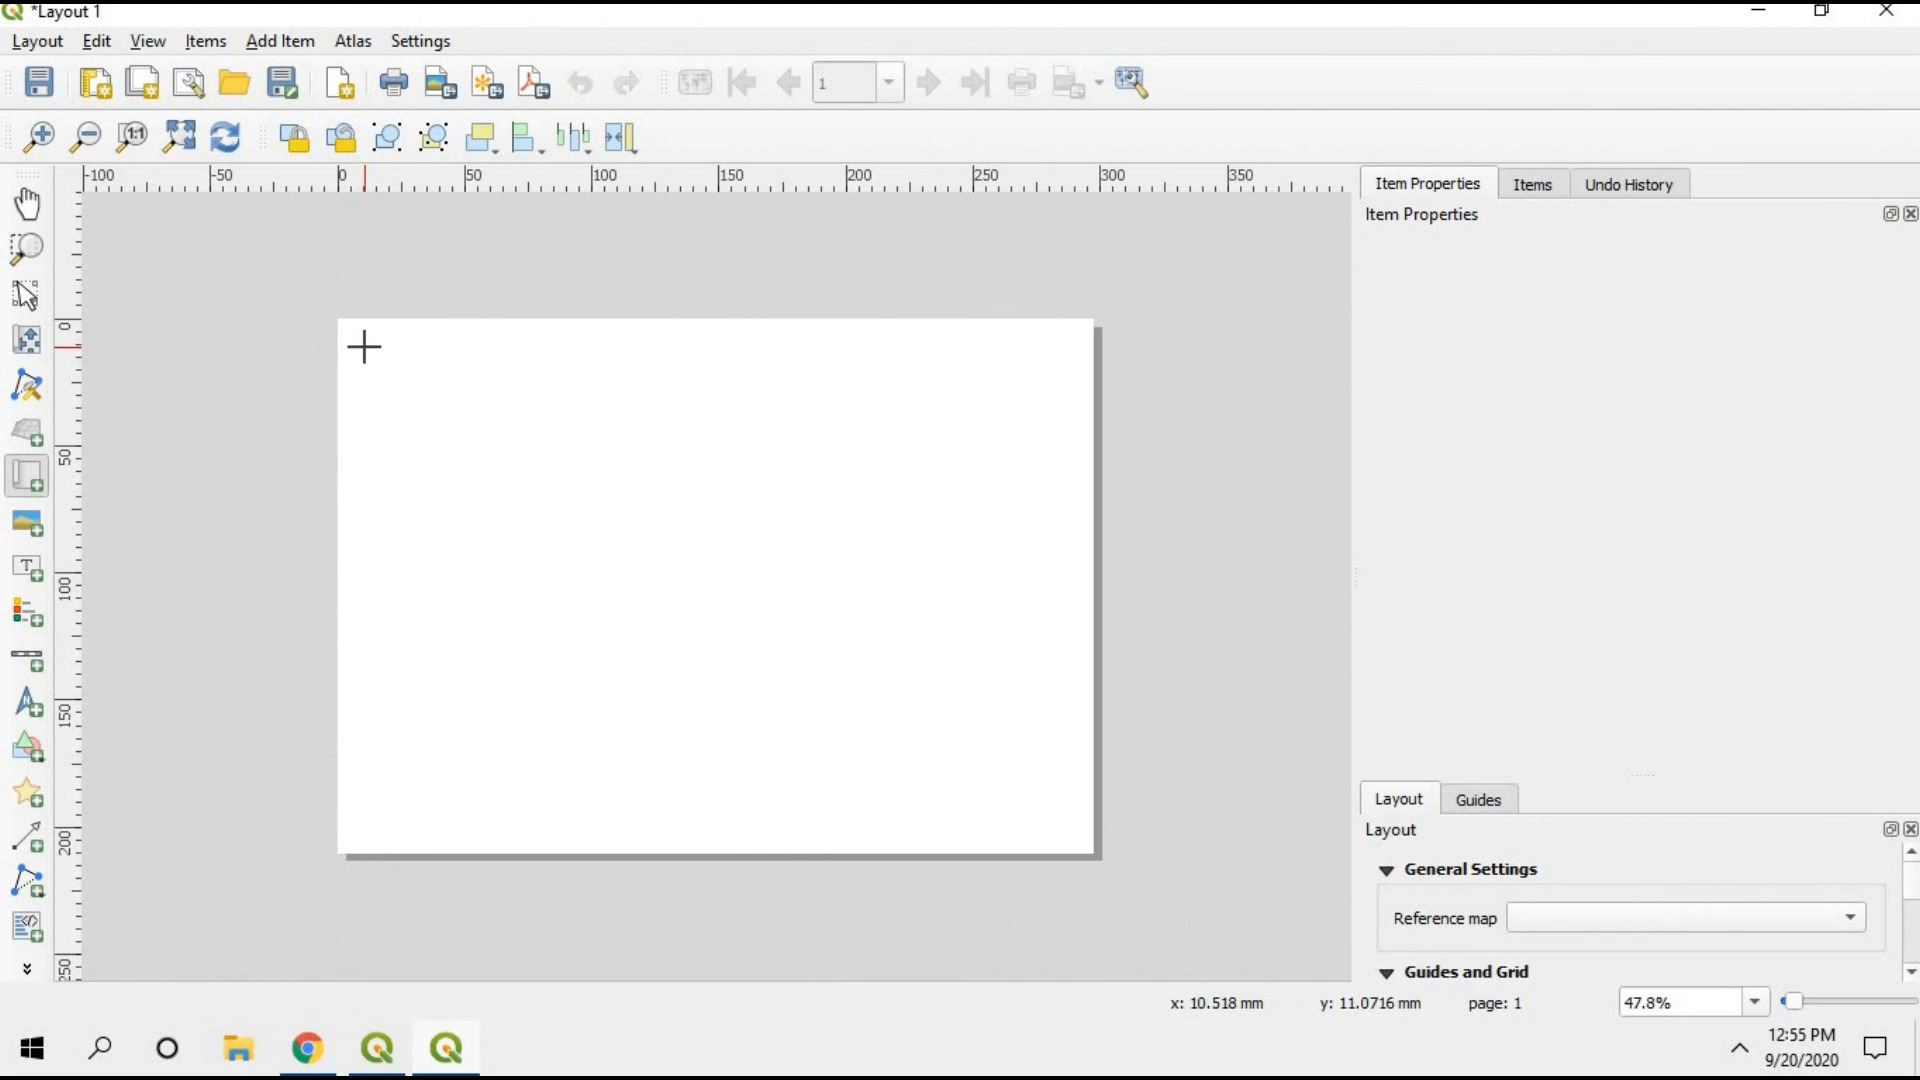 *Layout 1
Layout Edit View Items Add Item Atlas Settings
1:1
1
-100 -50 0 50 100 150 200 250 300 350
Item Properties Items Undo History
Item Properties
0
50
100
150
200
250
T
Layout Guides
Layout
General Settings
Reference map
Guides and Grid
x: 10.518 mm y: 11.0716 mm page: 1 47.8%
12:55 PM
9/20/2020